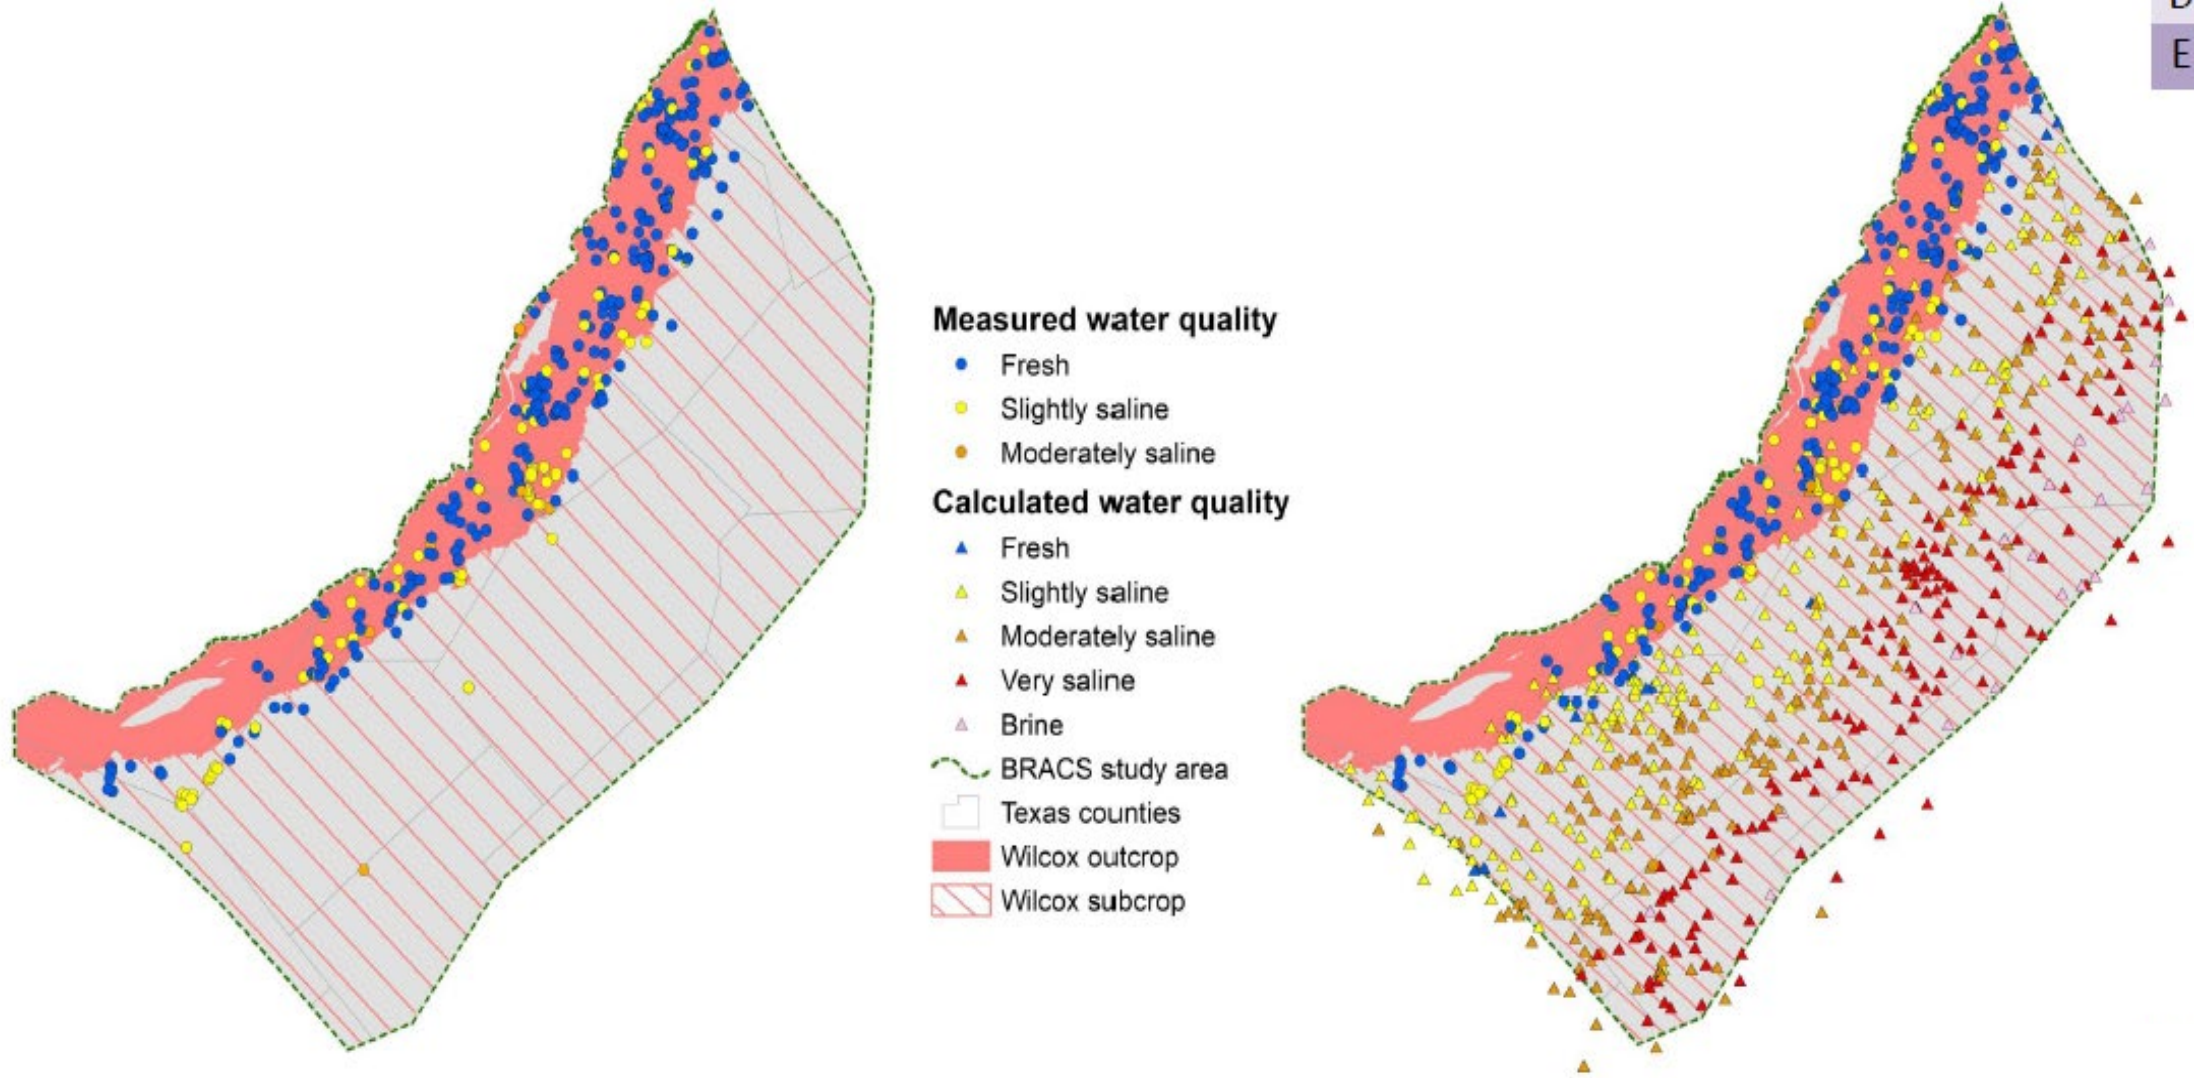 E
Measured water quality
Fresh
Slightly saline
Moderately saline
Calculated water quality
Fresh
Slightly saline
Moderately saline
Very saline
Brine
BRACS study area
Texas counties
Wilcox outcrop
Wilcox subcrop